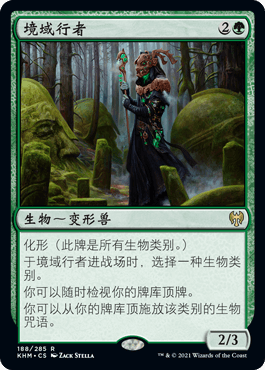 境域行者 2
生物～变形兽
化形（此牌是所有生物类别。）
于境域行者进战场时，选择一种生物类
别。
你可以随时检视你的牌库顶牌。
你可以从你的牌库顶施放该类别的生物
咒语。
2/3
188/285 R
KHM • CS ZACK STELLA
™ & © 2021 Wizards of the Coast